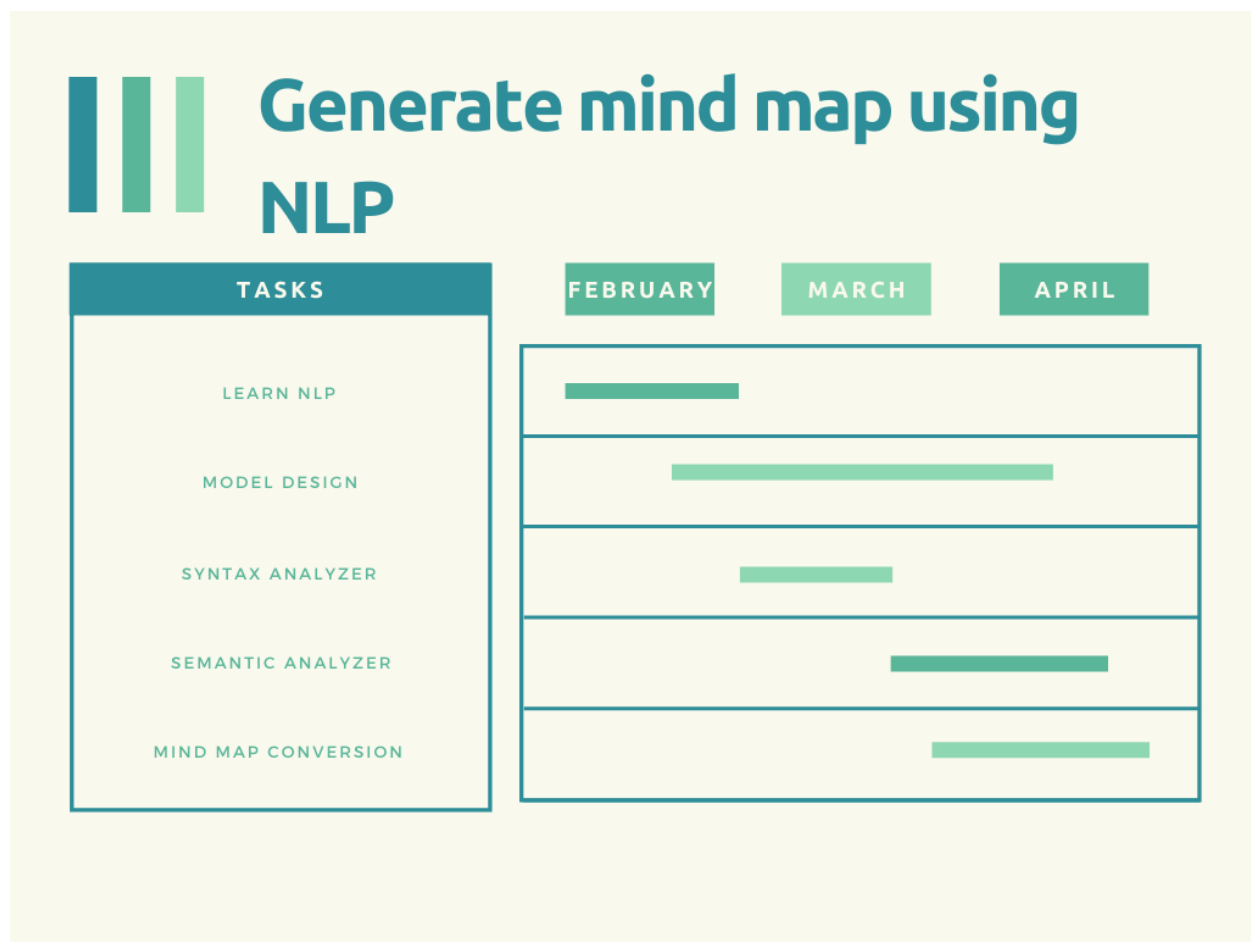 Generate mind map using
NLP
TASKS
FEBRUARY
MARCH
APRIL
LEARN NLP
MODEL DESIGN
SYNTAX ANALYZER
SEMANTIC ANALYZER
MIND MAP CONVERSION